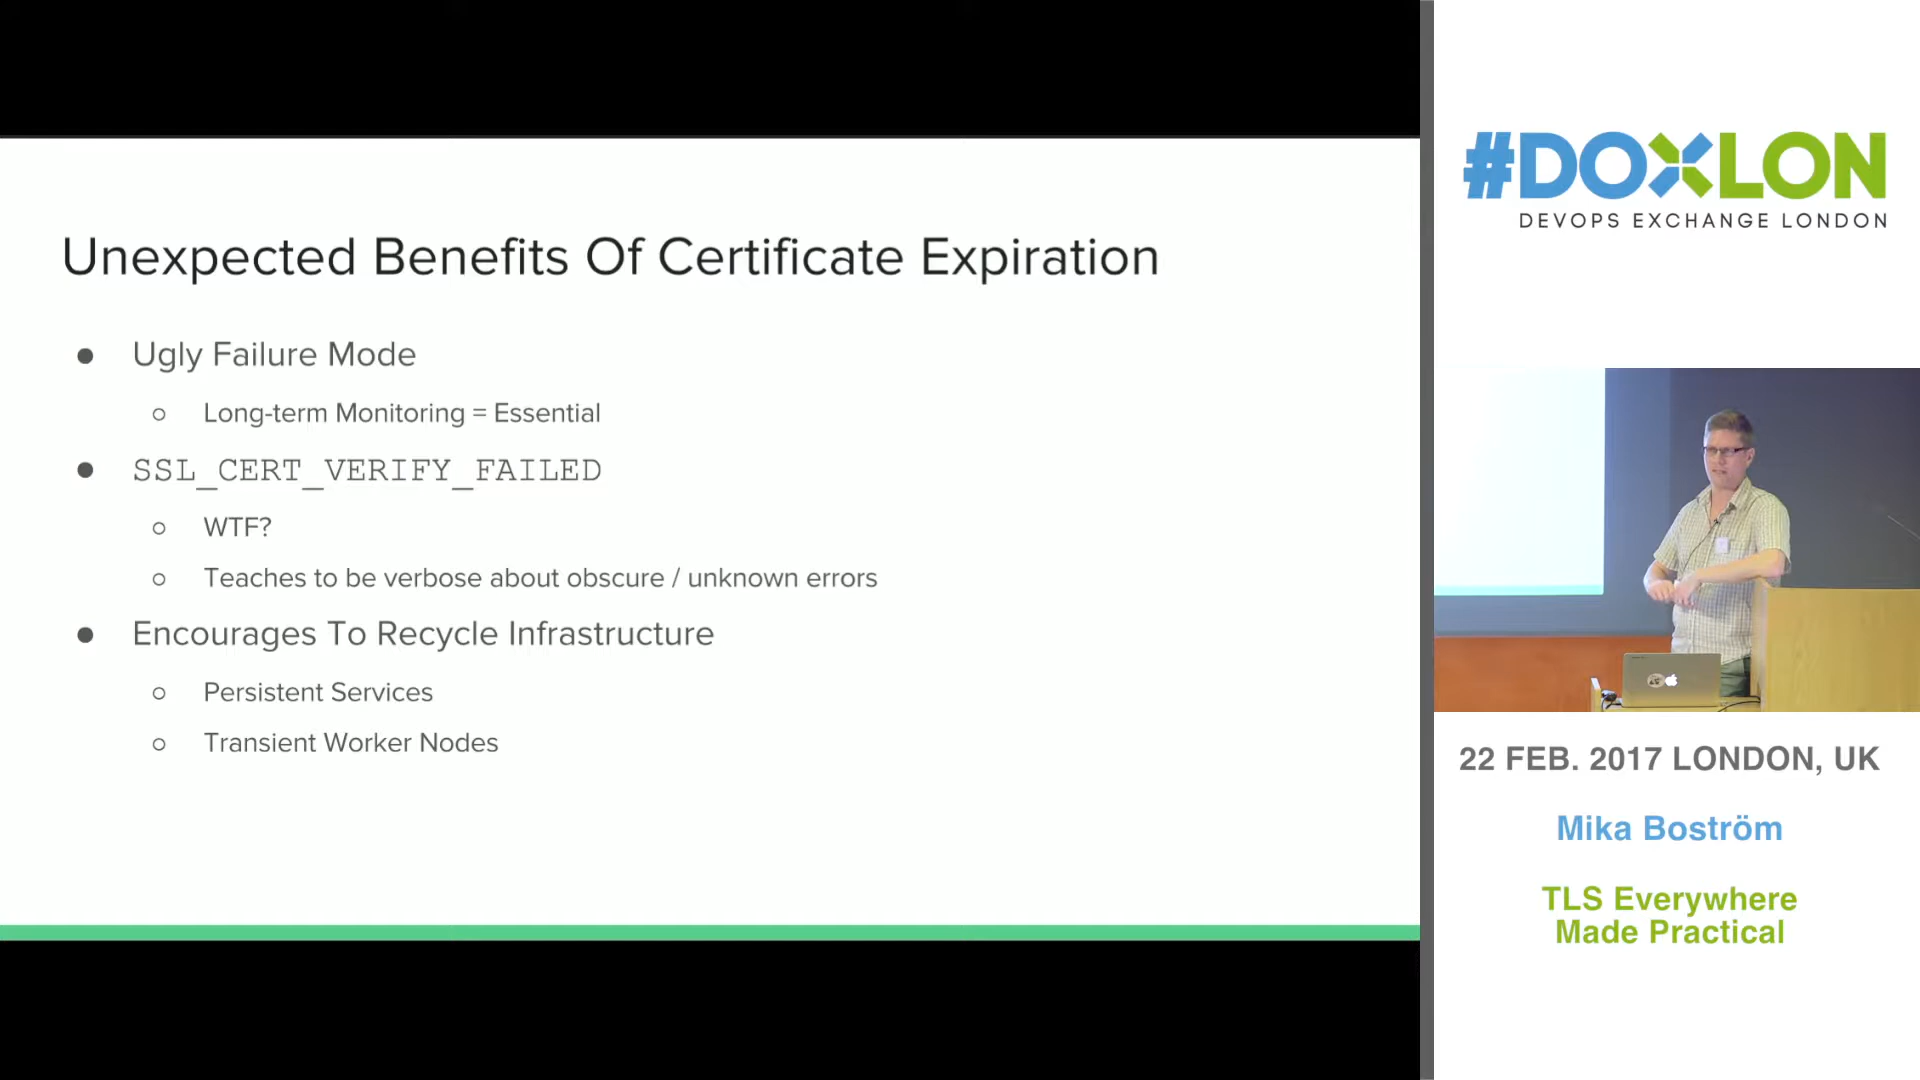 Unexpected Benefits Of Certificate Expiration
● Ugly Failure Mode
○ Long-term Monitoring = Essential
● SSL_CERT_VERIFY_FAILED
○ WTF?
○ Teaches to be verbose about obscure / unknown errors
● Encourages To Recycle Infrastructure
○ Persistent Services
○ Transient Worker Nodes
#DOXLON
DEVOPS EXCHANGE LONDON
22 FEB. 2017 LONDON, UK
Mika Boström
TLS Everywhere
Made Practical